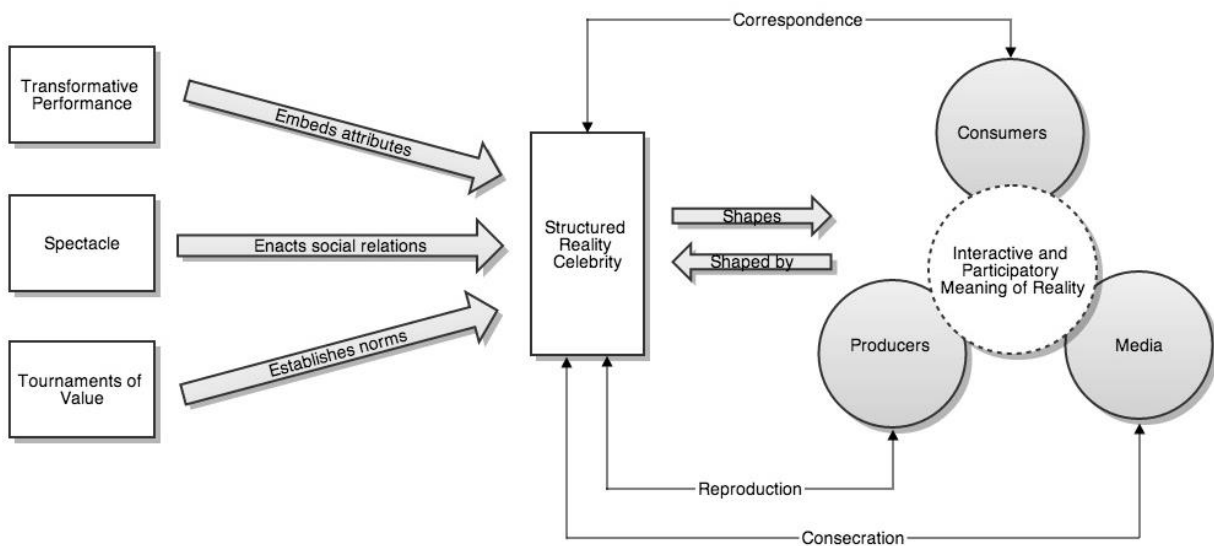 Correspondence
Transformative
Performance
Embeds attributes
Consumers
Spectacle
Enacts social relations
Structured
Reality
Celebrity
Shapes
Shaped by
Interactive and
Participatory
Meaning of Reality
Tournaments of
Value
Establishes norms
Producers
Media
Reproduction
Consecration